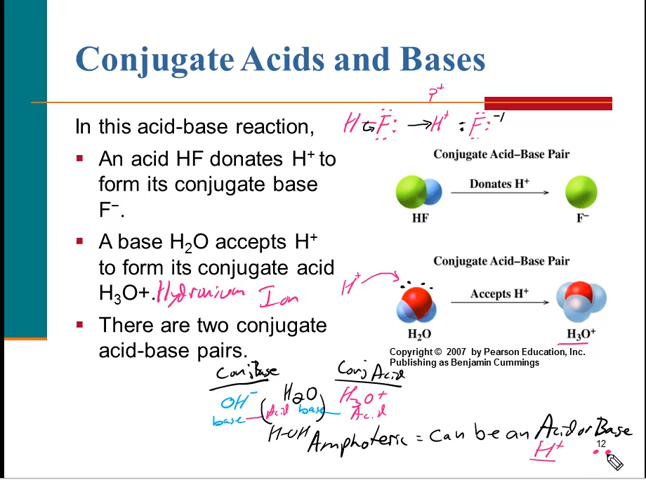 Conjugate Acids and Bases
P+
In this acid-base reaction,
H–F: → H+ :F:⁻¹
An acid HF donates H+ to
form its conjugate base
F–.
Conjugate Acid–Base Pair
Donates H+
HF
F–
A base H2O accepts H+
to form its conjugate acid
H3O+. Hydronium Ion
Conjugate Acid–Base Pair
H+
Accepts H+
H2O
H3O+
There are two conjugate
acid-base pairs.
Copyright © 2007 by Pearson Education, Inc.
Publishing as Benjamin Cummings
Conj Base
Conj Acid
OH–
H2O
H3O+
base
Acid
base
Acid
H-OH
Amphoteric = can be an Acid or Base
H+
12